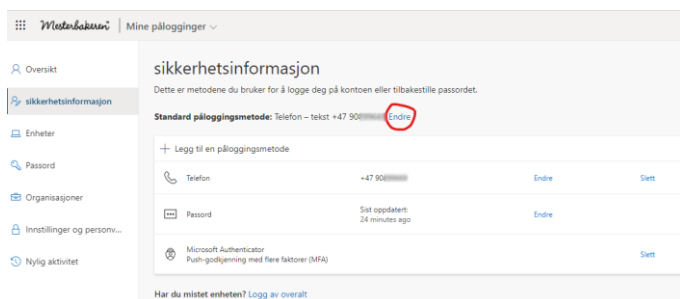 Mesterbakeren Mine pålogginger
Oversikt
sikkerhetsinformasjon
Enheter
Passord
Organisasjoner
Innstillinger og personv...
Nylig aktivitet
sikkerhetsinformasjon
Dette er metodene du bruker for å logge deg på kontoen eller tilbakestille passordet.
Standard påloggingsmetode: Telefon – tekst +47 90 Endre
+ Legg til en påloggingsmetode
Telefon +47 90 Endre Slett
Passord Sist oppdatert: Endre
24 minutes ago
Microsoft Authenticator
Push-godkjenning med flere faktorer (MFA) Slett
Har du mistet enheten? Logg av overalt